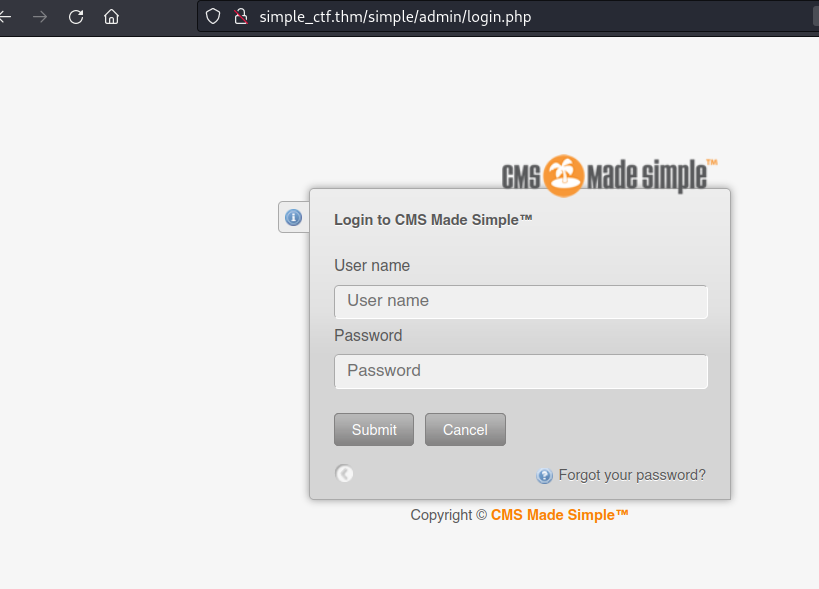 simple_ctf.thm/simple/admin/login.php
CMS Made simple™
Login to CMS Made Simple™
User name
User name
Password
Password
Submit Cancel
Forgot your password?
Copyright © CMS Made Simple™